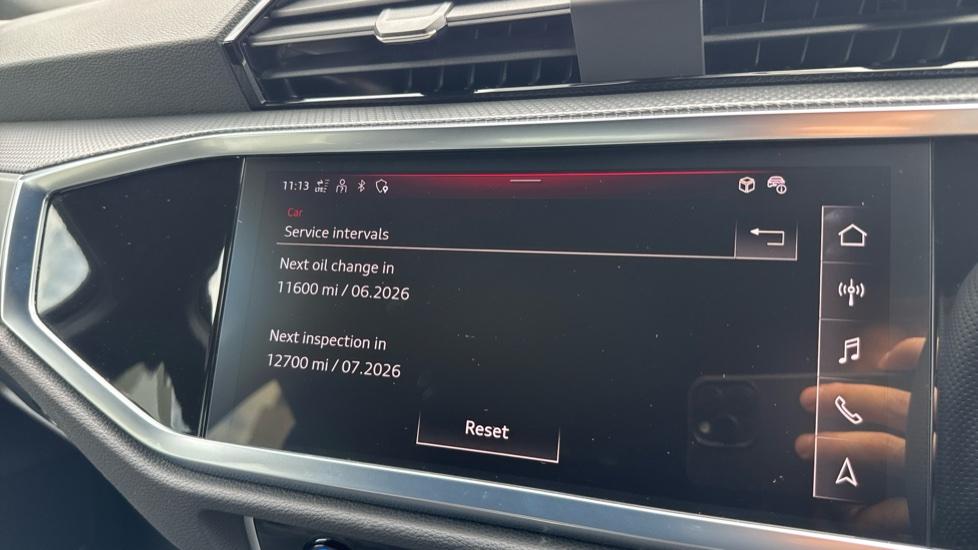 11:13
Car
Service intervals
Next oil change in
11600 mi / 06.2026
Next inspection in
12700 mi / 07.2026
Reset